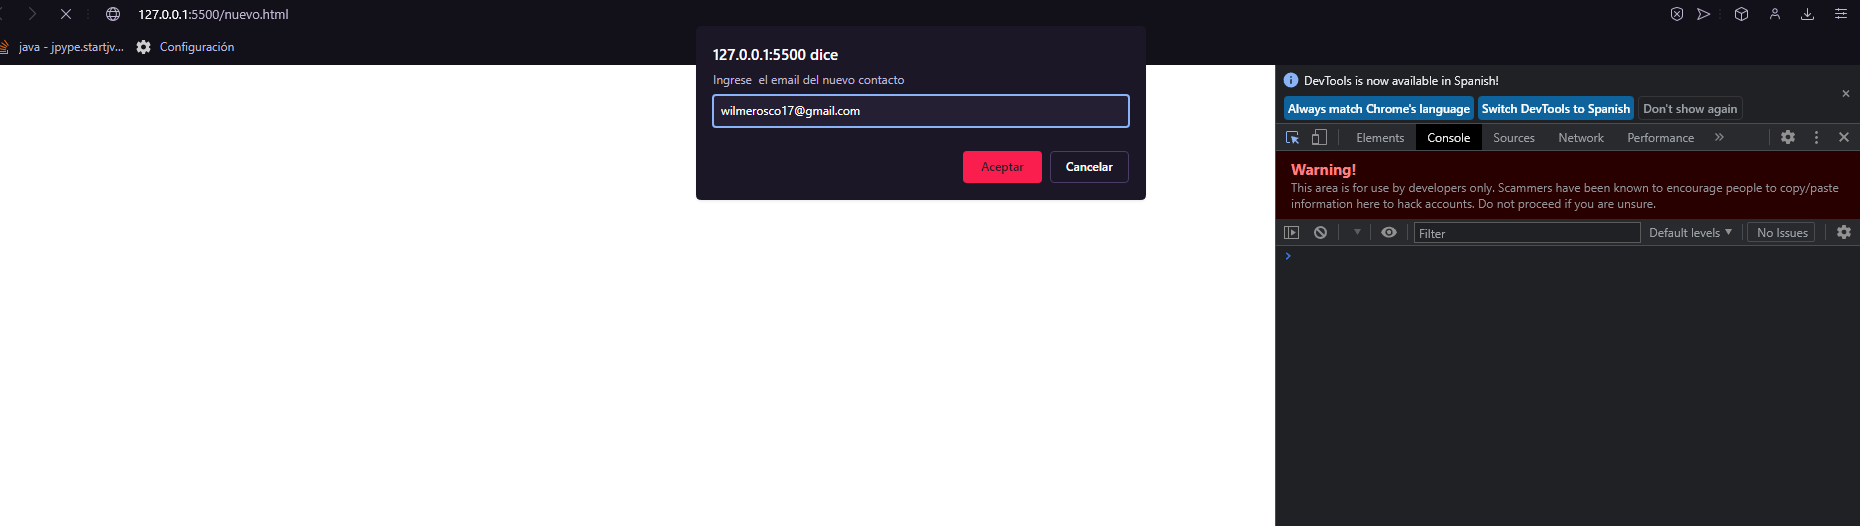 127.0.0.1:5500/nuevo.html
java - jpype.startjv... Configuración
127.0.0.1:5500 dice
Ingrese  el email del nuevo contacto
wilmerosco17@gmail.com
Aceptar Cancelar
DevTools is now available in Spanish!
Always match Chrome's language Switch DevTools to Spanish Don't show again
Elements Console Sources Network Performance »
Warning!
This area is for use by developers only. Scammers have been known to encourage people to copy/paste
information here to hack accounts. Do not proceed if you are unsure.
Filter Default levels No Issues